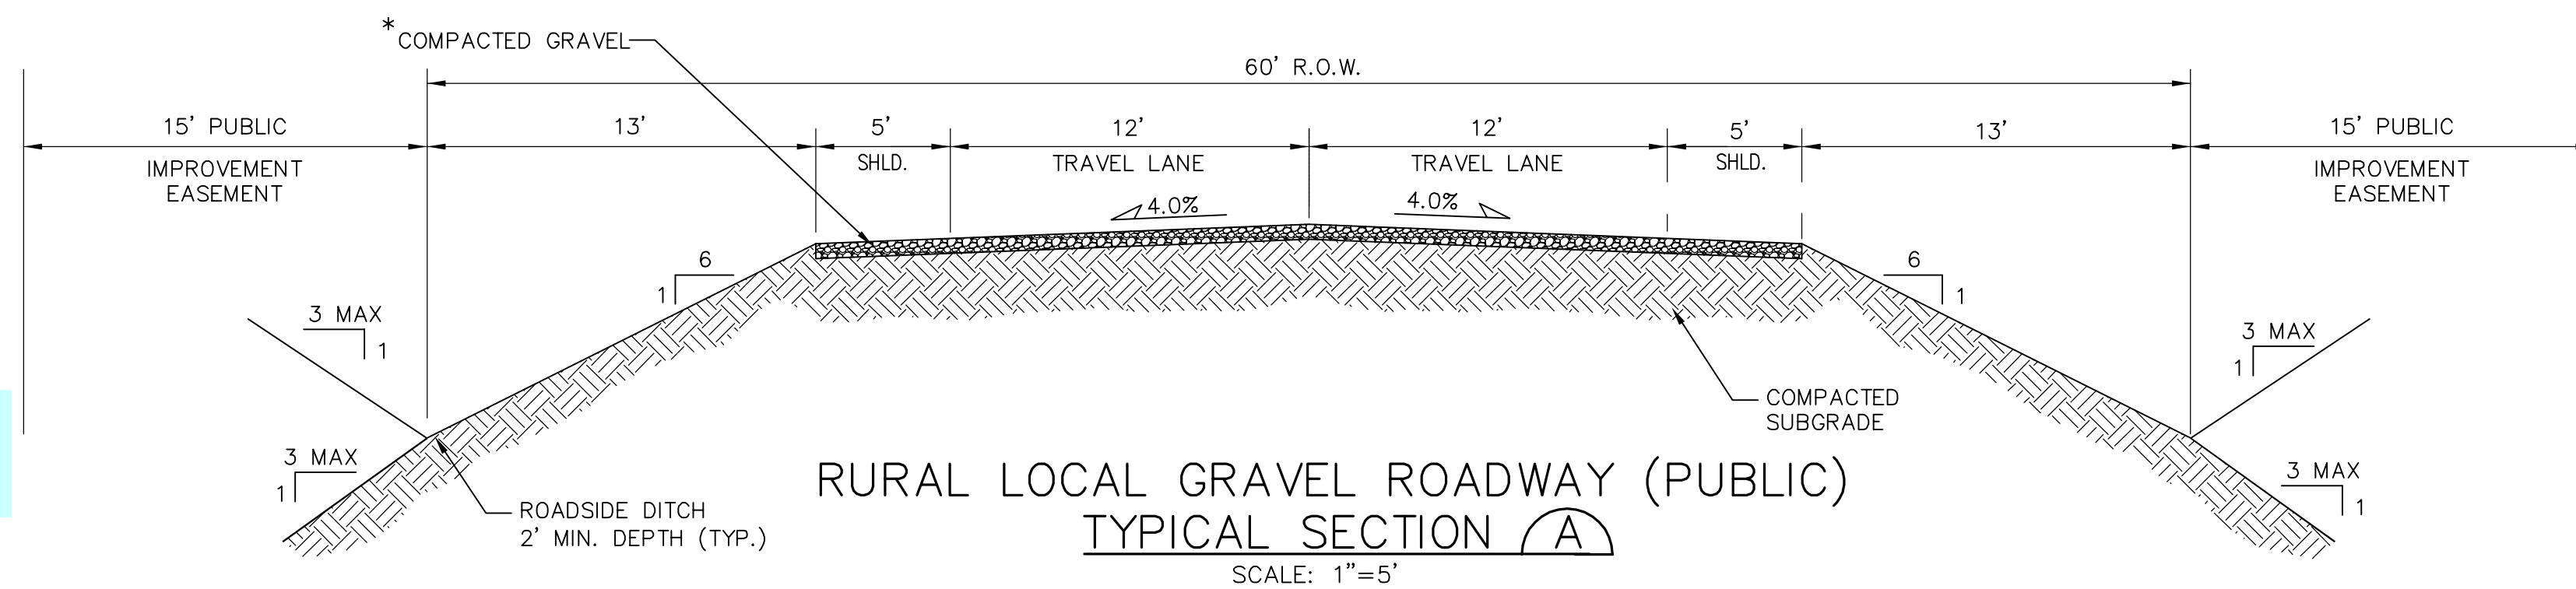 *COMPACTED GRAVEL
60' R.O.W.
15' PUBLIC
IMPROVEMENT
EASEMENT
13'
5'
SHLD.
12'
TRAVEL LANE
12'
TRAVEL LANE
5'
SHLD.
13'
15' PUBLIC
IMPROVEMENT
EASEMENT
4.0%
4.0%
6
1
6
1
3 MAX
1
3 MAX
1
3 MAX
1
3 MAX
1
COMPACTED
SUBGRADE
ROADSIDE DITCH
2' MIN. DEPTH (TYP.)
RURAL LOCAL GRAVEL ROADWAY (PUBLIC)
TYPICAL SECTION A
SCALE: 1"=5'